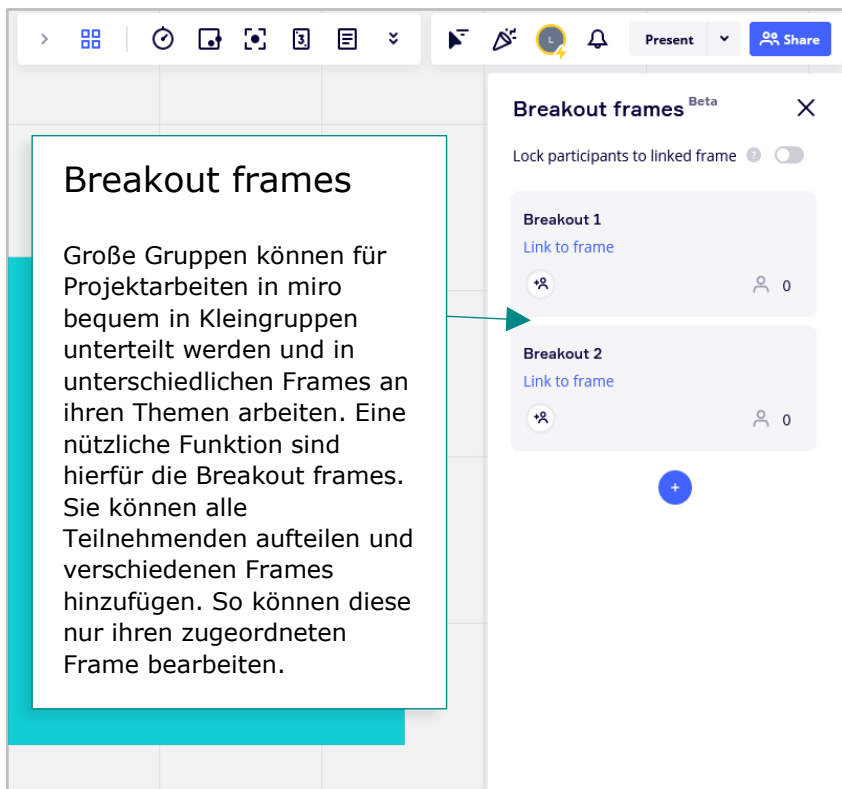 Present
Share
Breakout frames Beta
Lock participants to linked frame ?
Breakout 1
Link to frame
0
Breakout 2
Link to frame
0
+
Breakout frames
Große Gruppen können für
Projektarbeiten in miro
bequem in Kleingruppen
unterteilt werden und in
unterschiedlichen Frames an
ihren Themen arbeiten. Eine
nützliche Funktion sind
hierfür die Breakout frames.
Sie können alle
Teilnehmenden aufteilen und
verschiedenen Frames
hinzufügen. So können diese
nur ihren zugeordneten
Frame bearbeiten.
3
L